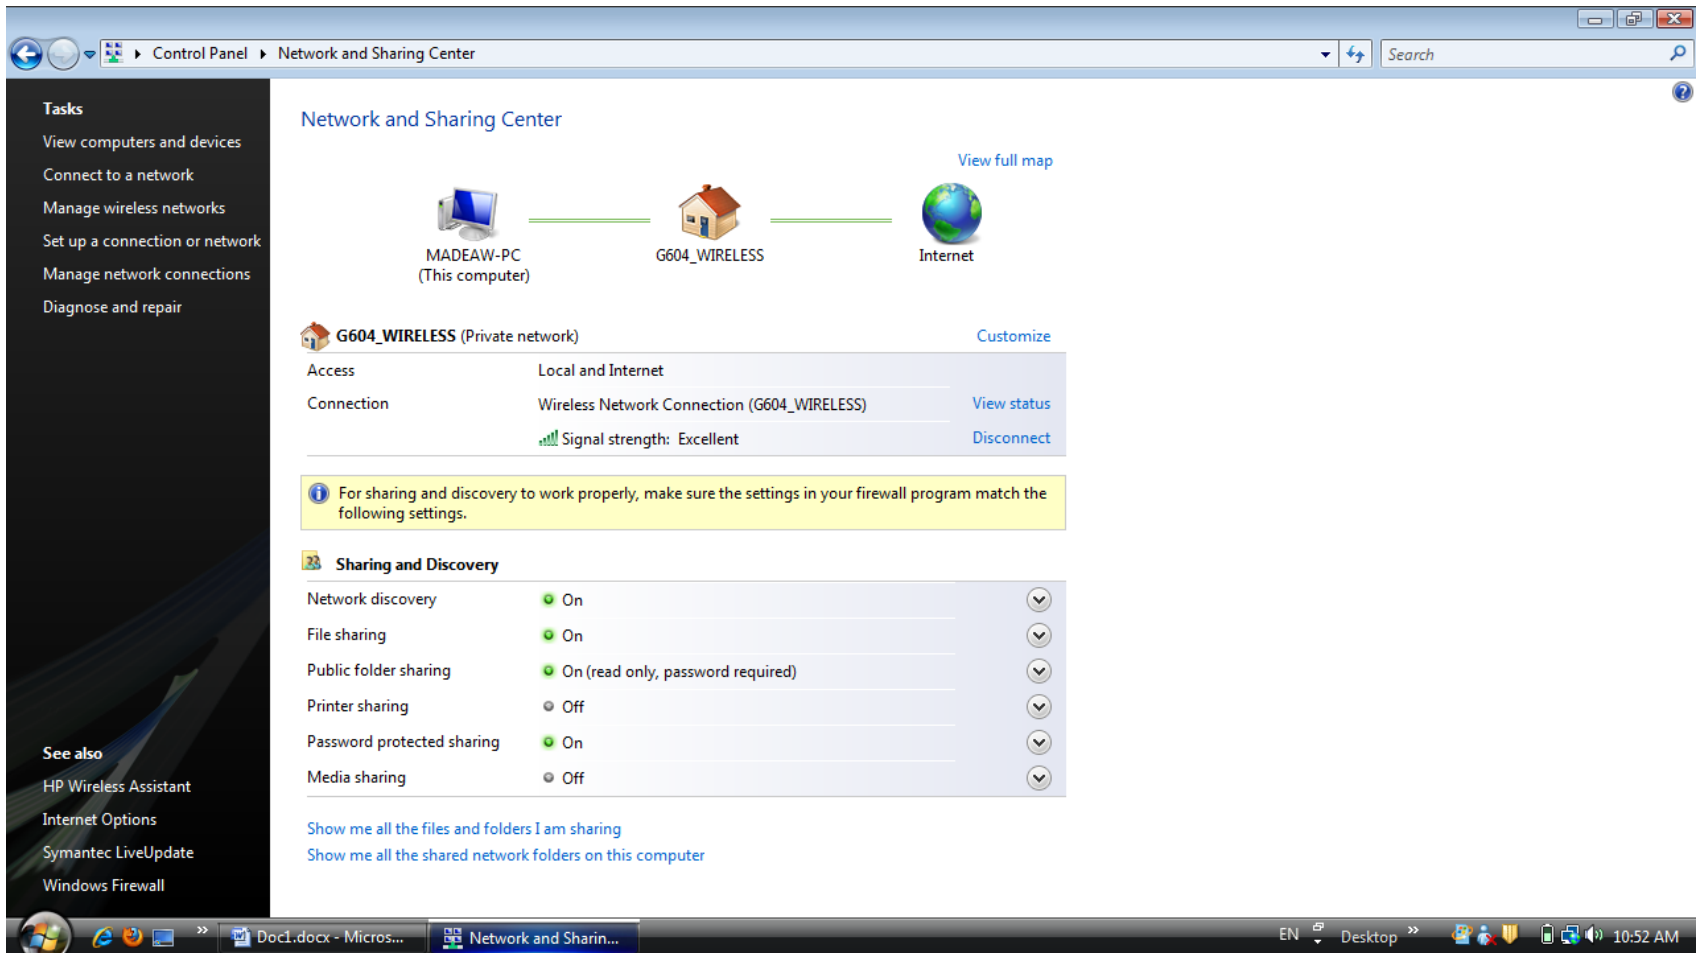 Control Panel
Network and Sharing Center
Search
Tasks
View computers and devices
Connect to a network
Manage wireless networks
Set up a connection or network
Manage network connections
Diagnose and repair
See also
HP Wireless Assistant
Internet Options
Symantec LiveUpdate
Windows Firewall
Network and Sharing Center
View full map
MADEAW-PC
(This computer)
G604_WIRELESS
Internet
G604_WIRELESS (Private network) Customize
Access Local and Internet
Connection Wireless Network Connection (G604_WIRELESS) View status
Signal strength: Excellent Disconnect
For sharing and discovery to work properly, make sure the settings in your firewall program match the
following settings.
Sharing and Discovery
Network discovery On
File sharing On
Public folder sharing On (read only, password required)
Printer sharing Off
Password protected sharing On
Media sharing Off
Show me all the files and folders I am sharing
Show me all the shared network folders on this computer
Doc1.docx - Micros...
Network and Sharin...
EN
Desktop
10:52 AM